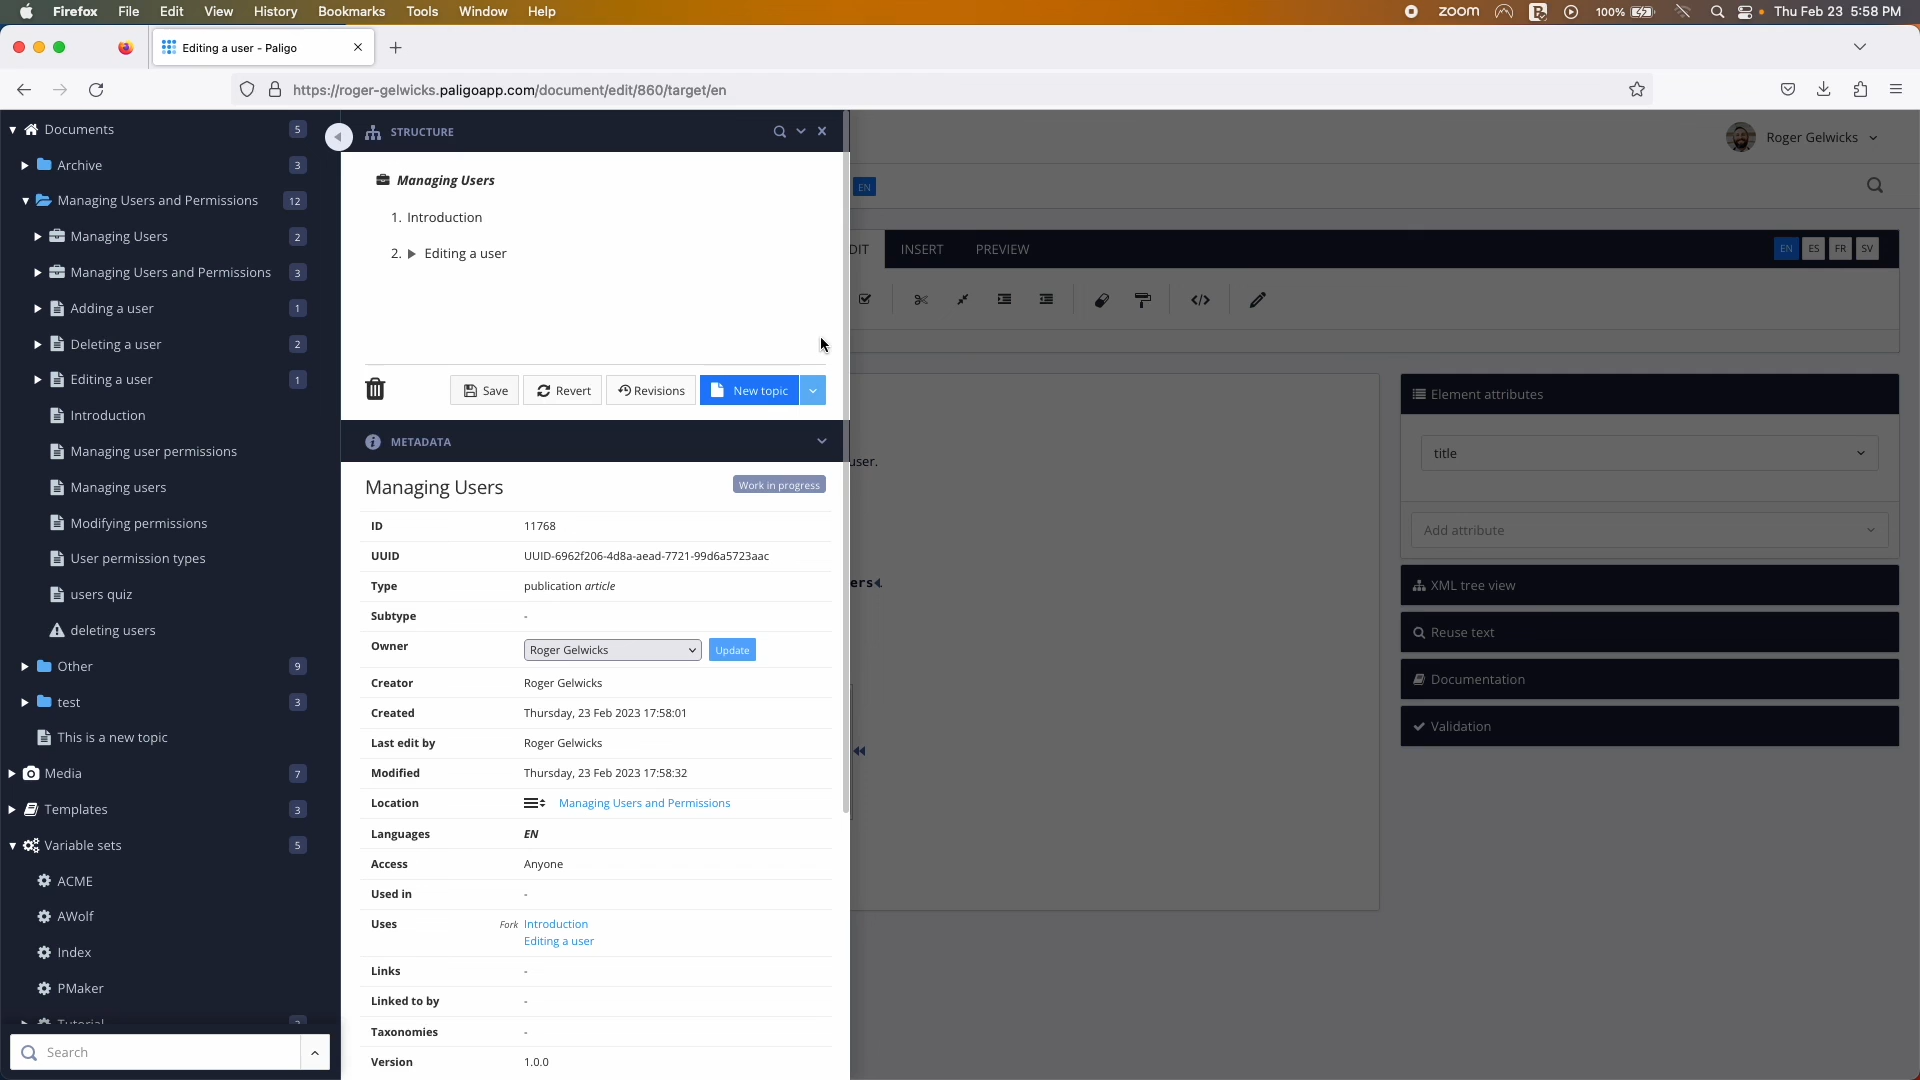 Firefox File Edit View History Bookmarks Tools Window Help
zoom 100% Thu Feb 23 5:58 PM
Editing a user - Paligo
https://roger-gelwicks.paligoapp.com/document/edit/860/target/en
Documents 5
Archive 3
Managing Users and Permissions 12
Managing Users 2
Managing Users and Permissions 3
Adding a user 1
Deleting a user 2
Editing a user 1
Introduction
Managing user permissions
Managing users
Modifying permissions
User permission types
users quiz
deleting users
Other 9
test 3
This is a new topic
Media 7
Templates 3
Variable sets 5
ACME
AWolf
Index
PMaker
Tutorial
Search
STRUCTURE
Managing Users
1. Introduction
2. Editing a user
Save Revert Revisions New topic
METADATA
Managing Users Work in progress
ID 11768
UUID UUID-6962f206-4d8a-aead-7721-99d6a5723aac
Type publication article
Subtype -
Owner Roger Gelwicks Update
Creator Roger Gelwicks
Created Thursday, 23 Feb 2023 17:58:01
Last edit by Roger Gelwicks
Modified Thursday, 23 Feb 2023 17:58:32
Location Managing Users and Permissions
Languages EN
Access Anyone
Used in -
Uses Fork Introduction
Editing a user
Links -
Linked to by -
Taxonomies -
Version 1.0.0
Roger Gelwicks
EN
DIT INSERT PREVIEW EN ES FR SV
user.
ers
Element attributes
title
Add attribute
XML tree view
Reuse text
Documentation
Validation